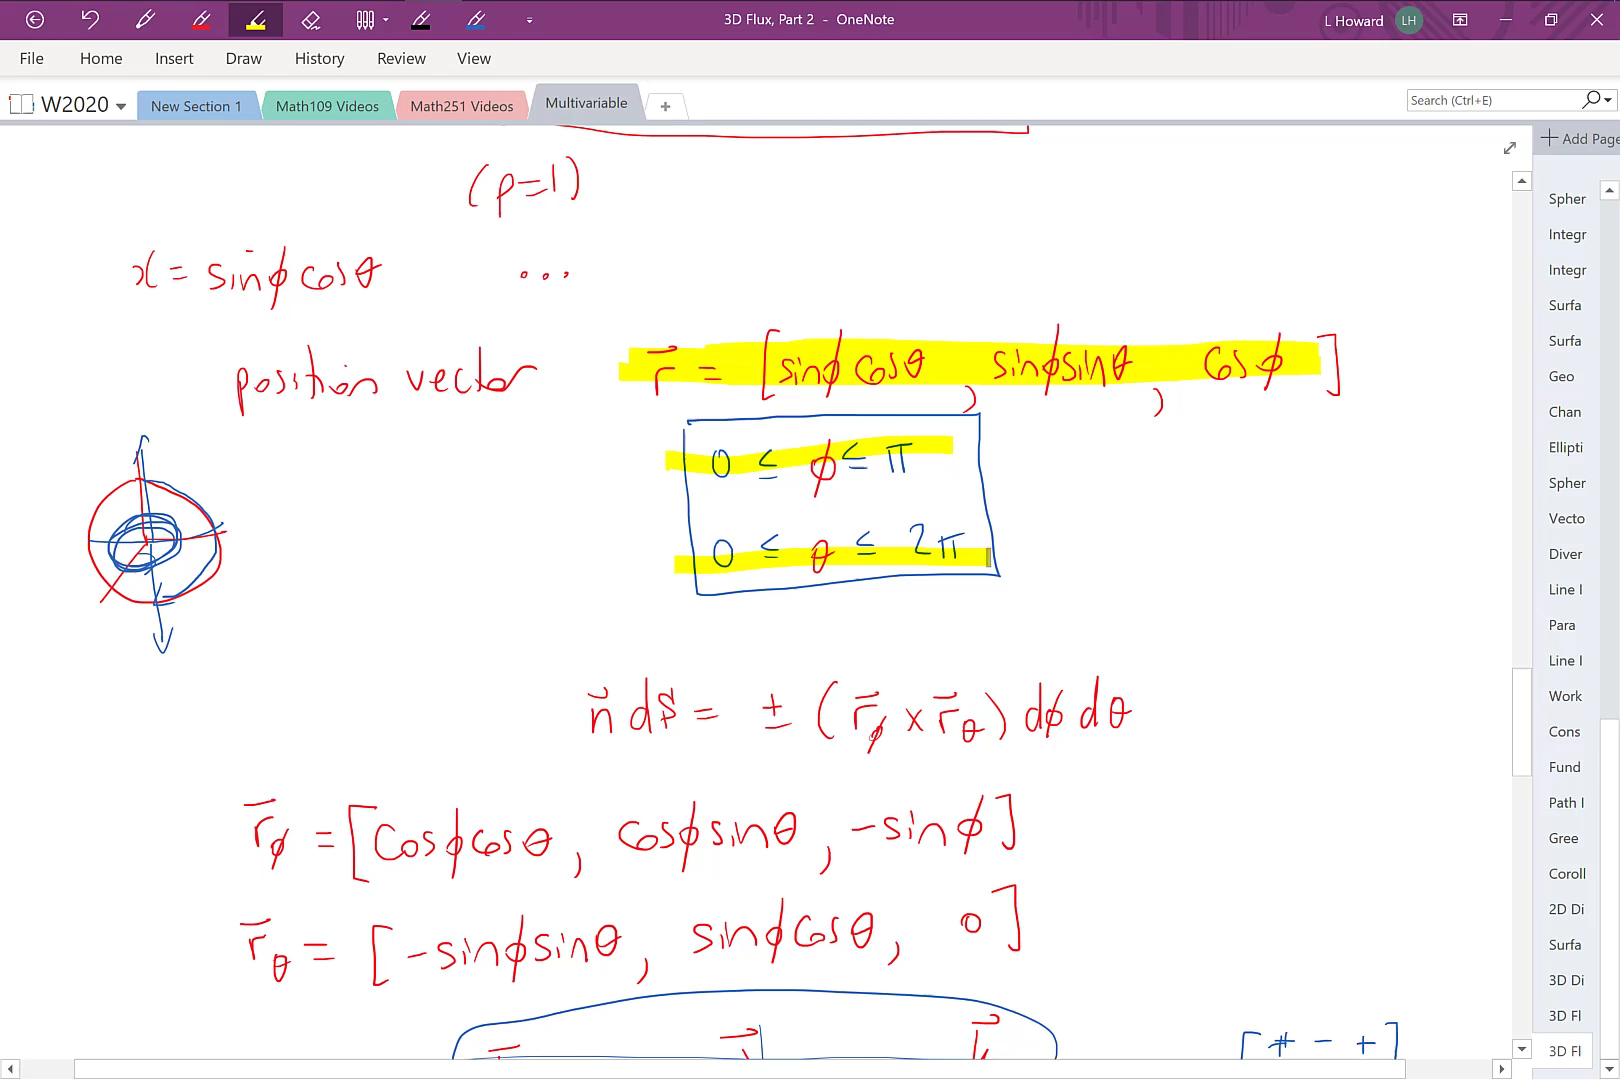 3D Flux, Part 2 - OneNote
L Howard LH
File Home Insert Draw History Review View
W2020 New Section 1 Math109 Videos Math251 Videos Multivariable
Search (Ctrl+E)
Add Page
(ρ=1)
x = sinϕ cosθ ...
position vector r⃗ = [sinϕ cosθ, sinϕ sinθ, cosϕ]
0 ≤ ϕ ≤ π
0 ≤ θ ≤ 2π
n⃗ dS = ± (r⃗ϕ × r⃗θ) dϕ dθ
r⃗ϕ = [cosϕ cosθ, cosϕ sinθ, -sinϕ]
r⃗θ = [-sinϕ sinθ, sinϕ cosθ, 0]
[+ - +]
Spher
Integr
Integr
Surfa
Surfa
Geo
Chan
Ellipti
Spher
Vecto
Diver
Line I
Para
Line I
Work
Cons
Fund
Path I
Gree
Coroll
2D Di
Surfa
3D Di
3D Fl
3D Fl